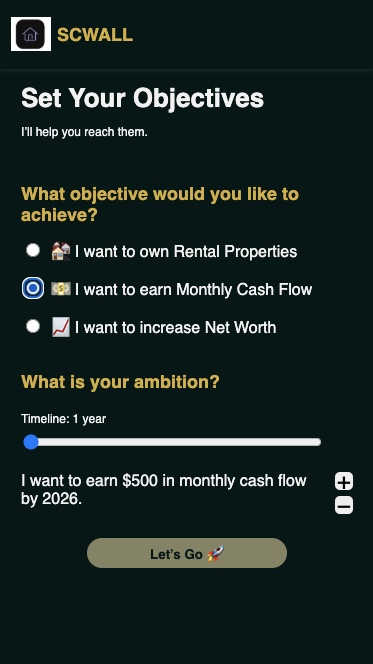 SCWALL
Set Your Objectives
I'll help you reach them.
What objective would you like to
achieve?
🏘️ I want to own Rental Properties
💵 I want to earn Monthly Cash Flow
📈 I want to increase Net Worth
What is your ambition?
Timeline: 1 year
I want to earn $500 in monthly cash flow
by 2026.
+
−
Let's Go 🚀